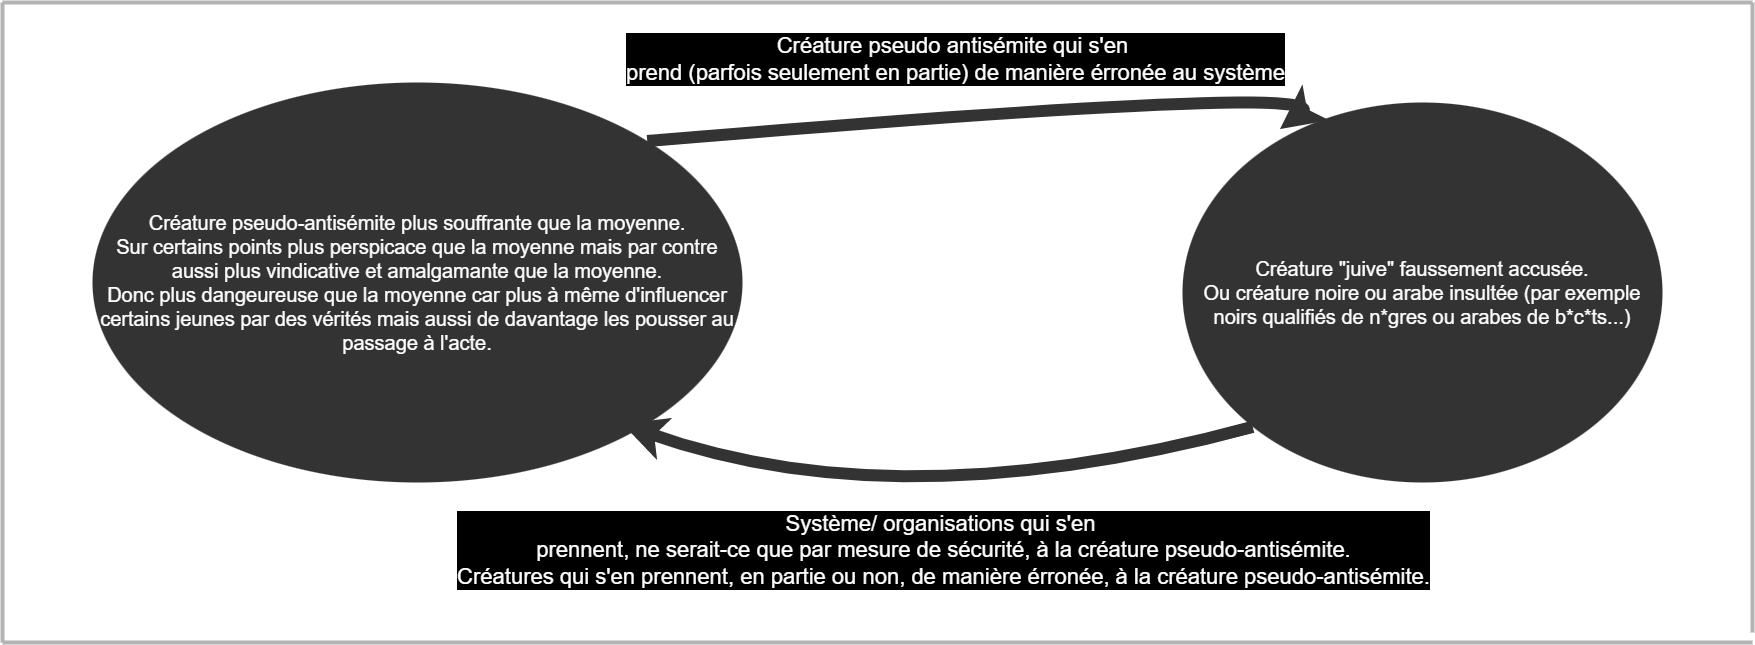 Créature pseudo antisémite qui s'en
prend (parfois seulement en partie) de manière érronée au système
Créature pseudo-antisémite plus souffrante que la moyenne.
Sur certains points plus perspicace que la moyenne mais par contre
aussi plus vindicative et amalgamante que la moyenne.
Donc plus dangeureuse que la moyenne car plus à même d'influencer
certains jeunes par des vérités mais aussi de davantage les pousser au
passage à l'acte.
Créature "juive" faussement accusée.
Ou créature noire ou arabe insultée (par exemple
noirs qualifiés de n*gres ou arabes de b*c*ts...)
Système/ organisations qui s'en
prennent, ne serait-ce que par mesure de sécurité, à la créature pseudo-antisémite.
Créatures qui s'en prennent, en partie ou non, de manière érronée, à la créature pseudo-antisémite.